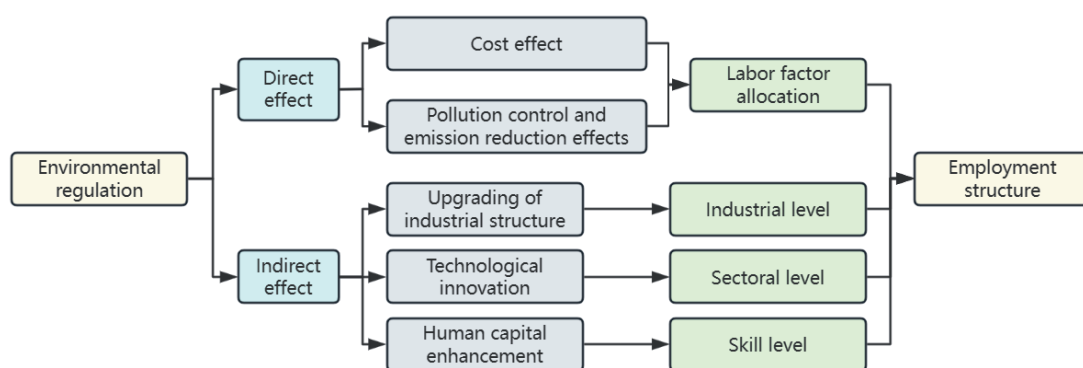 Environmental
regulation
Direct
effect
Indirect
effect
Cost effect
Pollution control and
emission reduction effects
Upgrading of
industrial structure
Technological
innovation
Human capital
enhancement
Labor factor
allocation
Industrial level
Sectoral level
Skill level
Employment
structure